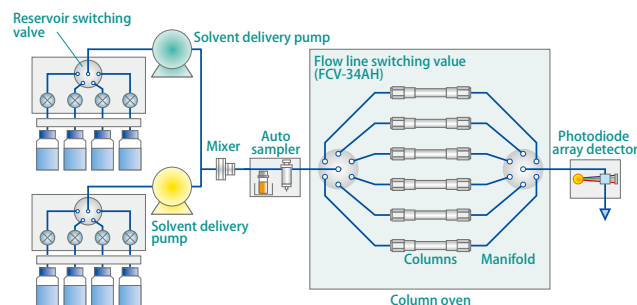 Reservoir switching
valve
Solvent delivery pump
Flow line switching value
(FCV-34AH)
Mixer
Auto
sampler
Photodiode
array detector
Solvent delivery
pump
Columns
Manifold
Column oven